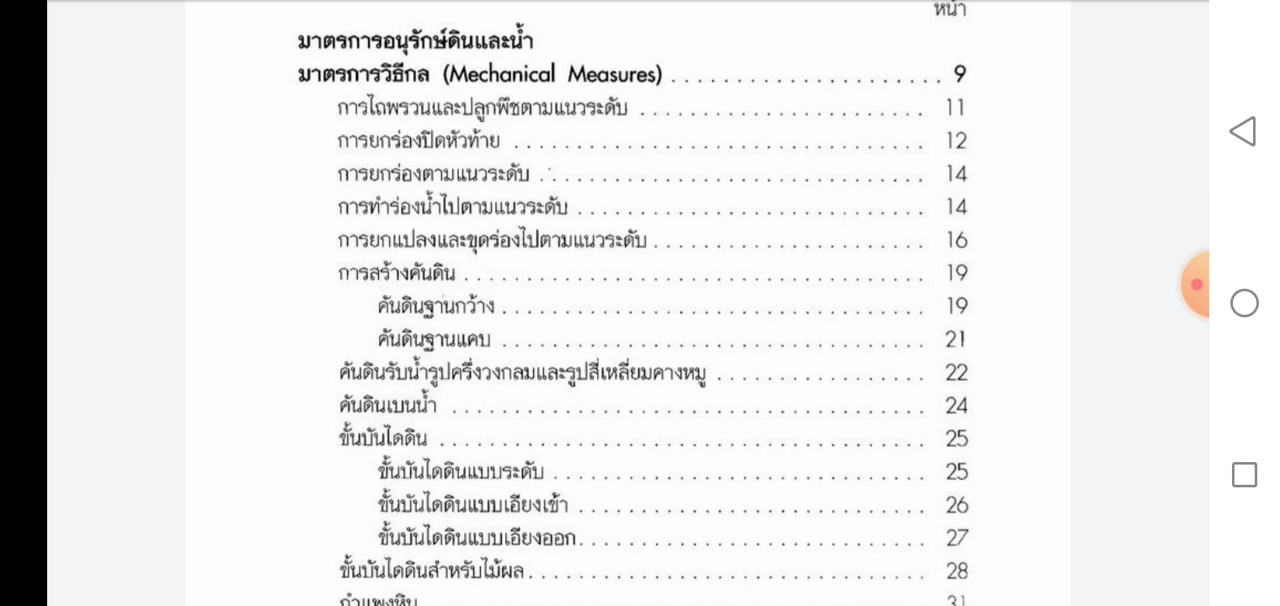 หน้า
มาตรการอนุรักษ์ดินและน้ำ
มาตรการวิธีกล (Mechanical Measures) . . . . . . . . . . . . . . . . . . . . . 9
การไถพรวนและปลูกพืชตามแนวระดับ . . . . . . . . . . . . . . . . . . . . . . . 11
การยกร่องปิดหัวท้าย . . . . . . . . . . . . . . . . . . . . . . . . . . . . . . . . . 12
การยกร่องตามแนวระดับ . . . . . . . . . . . . . . . . . . . . . . . . . . . . . . . 14
การทำร่องน้ำไปตามแนวระดับ . . . . . . . . . . . . . . . . . . . . . . . . . . . . 14
การยกแปลงและขุดร่องไปตามแนวระดับ . . . . . . . . . . . . . . . . . . . . . . 16
การสร้างคันดิน . . . . . . . . . . . . . . . . . . . . . . . . . . . . . . . . . . . . . 19
คันดินฐานกว้าง . . . . . . . . . . . . . . . . . . . . . . . . . . . . . . . . . . 19
คันดินฐานแคบ . . . . . . . . . . . . . . . . . . . . . . . . . . . . . . . . . . 21
คันดินรับน้ำรูปครึ่งวงกลมและรูปสี่เหลี่ยมคางหมู . . . . . . . . . . . . . . . . . 22
คันดินเบนน้ำ . . . . . . . . . . . . . . . . . . . . . . . . . . . . . . . . . . . . . . 24
ขั้นบันไดดิน . . . . . . . . . . . . . . . . . . . . . . . . . . . . . . . . . . . . . . . 25
ขั้นบันไดดินแบบระดับ . . . . . . . . . . . . . . . . . . . . . . . . . . . . . . 25
ขั้นบันไดดินแบบเอียงเข้า . . . . . . . . . . . . . . . . . . . . . . . . . . . . 26
ขั้นบันไดดินแบบเอียงออก . . . . . . . . . . . . . . . . . . . . . . . . . . . . 27
ขั้นบันไดดินสำหรับไม้ผล . . . . . . . . . . . . . . . . . . . . . . . . . . . . . . . . 28
กำแพงหิน . . . . . . . . . . . . . . . . . . . . . . . . . . . . . . . . . . . . . . . . 31